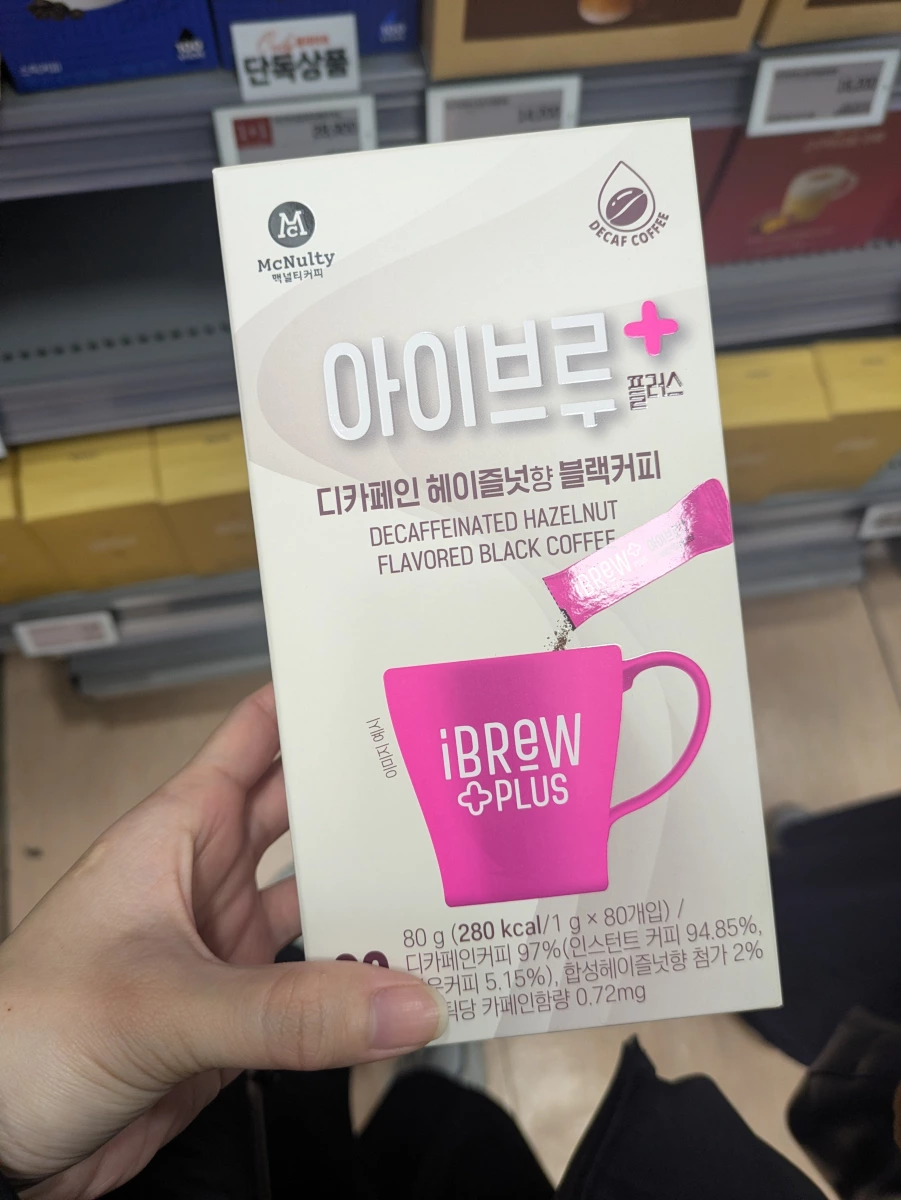 단독상품
1+1
100
McNulty
맥널티커피
DECAF COFFEE
아이브루
플러스
디카페인 헤이즐넛향 블랙커피
DECAFFEINATED HAZELNUT
FLAVORED BLACK COFFEE
iBREW
이미지 예시
iBREW
PLUS
80 g (280 kcal/1 g × 80개입) /
디카페인커피 97%(인스턴트 커피 94.85%,
커피 5.15%), 합성헤이즐넛향 첨가 2%
카페인함량 0.72mg